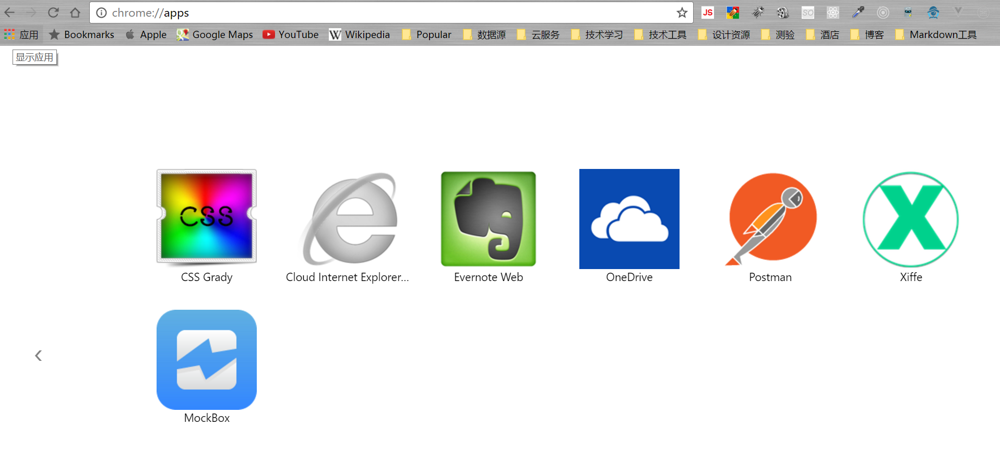 chrome://apps
JS
SO
应用 Bookmarks Apple Google Maps YouTube W Wikipedia Popular 数据源 云服务 技术学习 技术工具 设计资源 测验 酒店 博客 Markdown工具
显示应用
CSS
CSS Grady Cloud Internet Explorer... Evernote Web OneDrive Postman Xiffe
MockBox